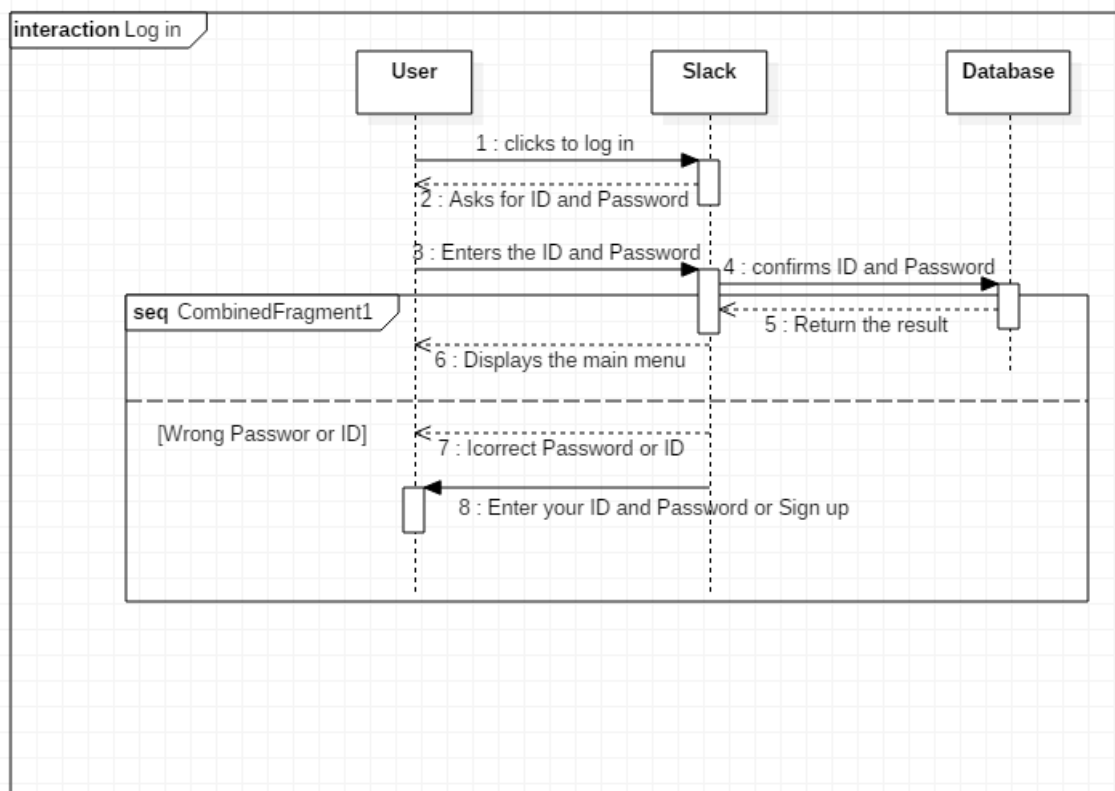 interaction Log in
User
Slack
Database
1 : clicks to log in
2 : Asks for ID and Password
3 : Enters the ID and Password
4 : confirms ID and Password
seq CombinedFragment1
5 : Return the result
6 : Displays the main menu
[Wrong Passwor or ID]
7 : Icorrect Password or ID
8 : Enter your ID and Password or Sign up